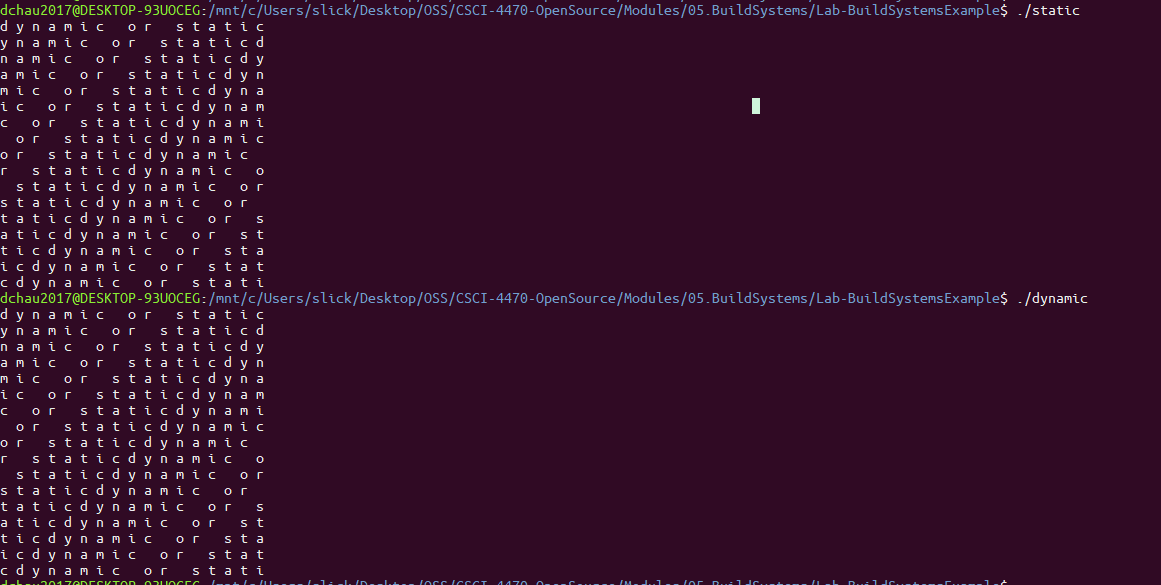 dchau2017@DESKTOP-93UOCEG:/mnt/c/Users/slick/Desktop/OSS/CSCI-4470-OpenSource/Modules/05.BuildSystems/Lab-BuildSystemsExample$ ./static
d y n a m i c   o r   s t a t i c
y n a m i c   o r   s t a t i c d
n a m i c   o r   s t a t i c d y
a m i c   o r   s t a t i c d y n
m i c   o r   s t a t i c d y n a
i c   o r   s t a t i c d y n a m
c   o r   s t a t i c d y n a m i
  o r   s t a t i c d y n a m i c
o r   s t a t i c d y n a m i c
r   s t a t i c d y n a m i c   o
  s t a t i c d y n a m i c   o r
s t a t i c d y n a m i c   o r
t a t i c d y n a m i c   o r   s
a t i c d y n a m i c   o r   s t
t i c d y n a m i c   o r   s t a
i c d y n a m i c   o r   s t a t
c d y n a m i c   o r   s t a t i
dchau2017@DESKTOP-93UOCEG:/mnt/c/Users/slick/Desktop/OSS/CSCI-4470-OpenSource/Modules/05.BuildSystems/Lab-BuildSystemsExample$ ./dynamic
d y n a m i c   o r   s t a t i c
y n a m i c   o r   s t a t i c d
n a m i c   o r   s t a t i c d y
a m i c   o r   s t a t i c d y n
m i c   o r   s t a t i c d y n a
i c   o r   s t a t i c d y n a m
c   o r   s t a t i c d y n a m i
  o r   s t a t i c d y n a m i c
o r   s t a t i c d y n a m i c
r   s t a t i c d y n a m i c   o
  s t a t i c d y n a m i c   o r
s t a t i c d y n a m i c   o r
t a t i c d y n a m i c   o r   s
a t i c d y n a m i c   o r   s t
t i c d y n a m i c   o r   s t a
i c d y n a m i c   o r   s t a t
c d y n a m i c   o r   s t a t i
dchau2017@DESKTOP-93UOCEG:/mnt/c/Users/slick/Desktop/OSS/CSCI-4470-OpenSource/Modules/05.BuildSystems/Lab-BuildSystemsExample$